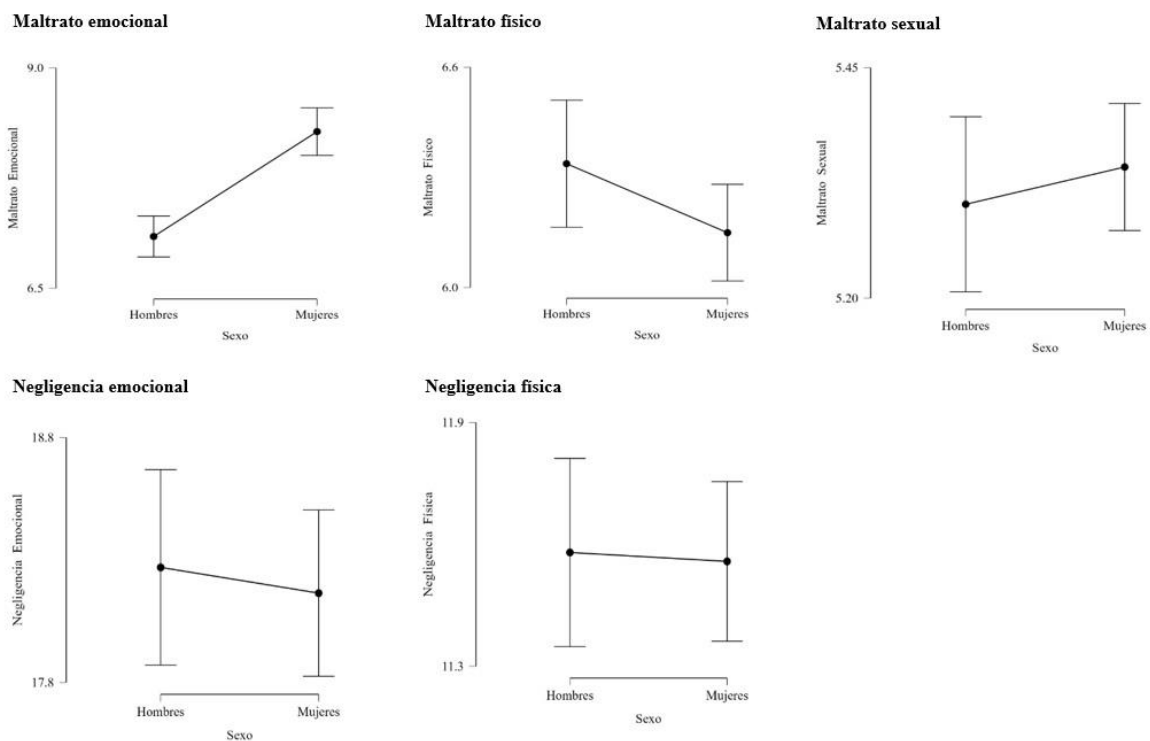 Maltrato emocional
9.0
Maltrato Emocional
6.5
Hombres
Mujeres
Sexo
Maltrato físico
6.6
Maltrato Físico
6.0
Hombres
Mujeres
Sexo
Maltrato sexual
5.45
Maltrato Sexual
5.20
Hombres
Mujeres
Sexo
Negligencia emocional
18.8
Negligencia Emocional
17.8
Hombres
Mujeres
Sexo
Negligencia física
11.9
Negligencia Física
11.3
Hombres
Mujeres
Sexo